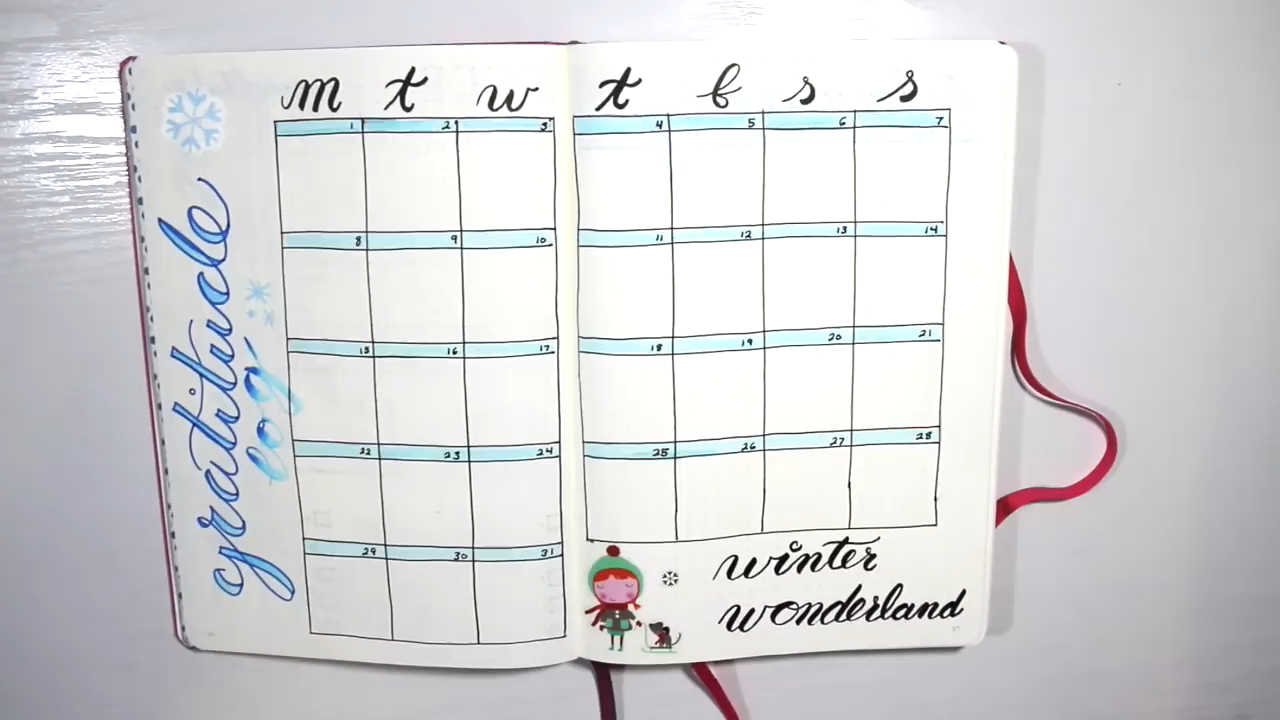 gratitude
log
m t w t f s s
1 2 3 4 5 6 7
8 9 10 11 12 13 14
15 16 17 18 19 20 21
22 23 24 25 26 27 28
29 30 31
winter
wonderland